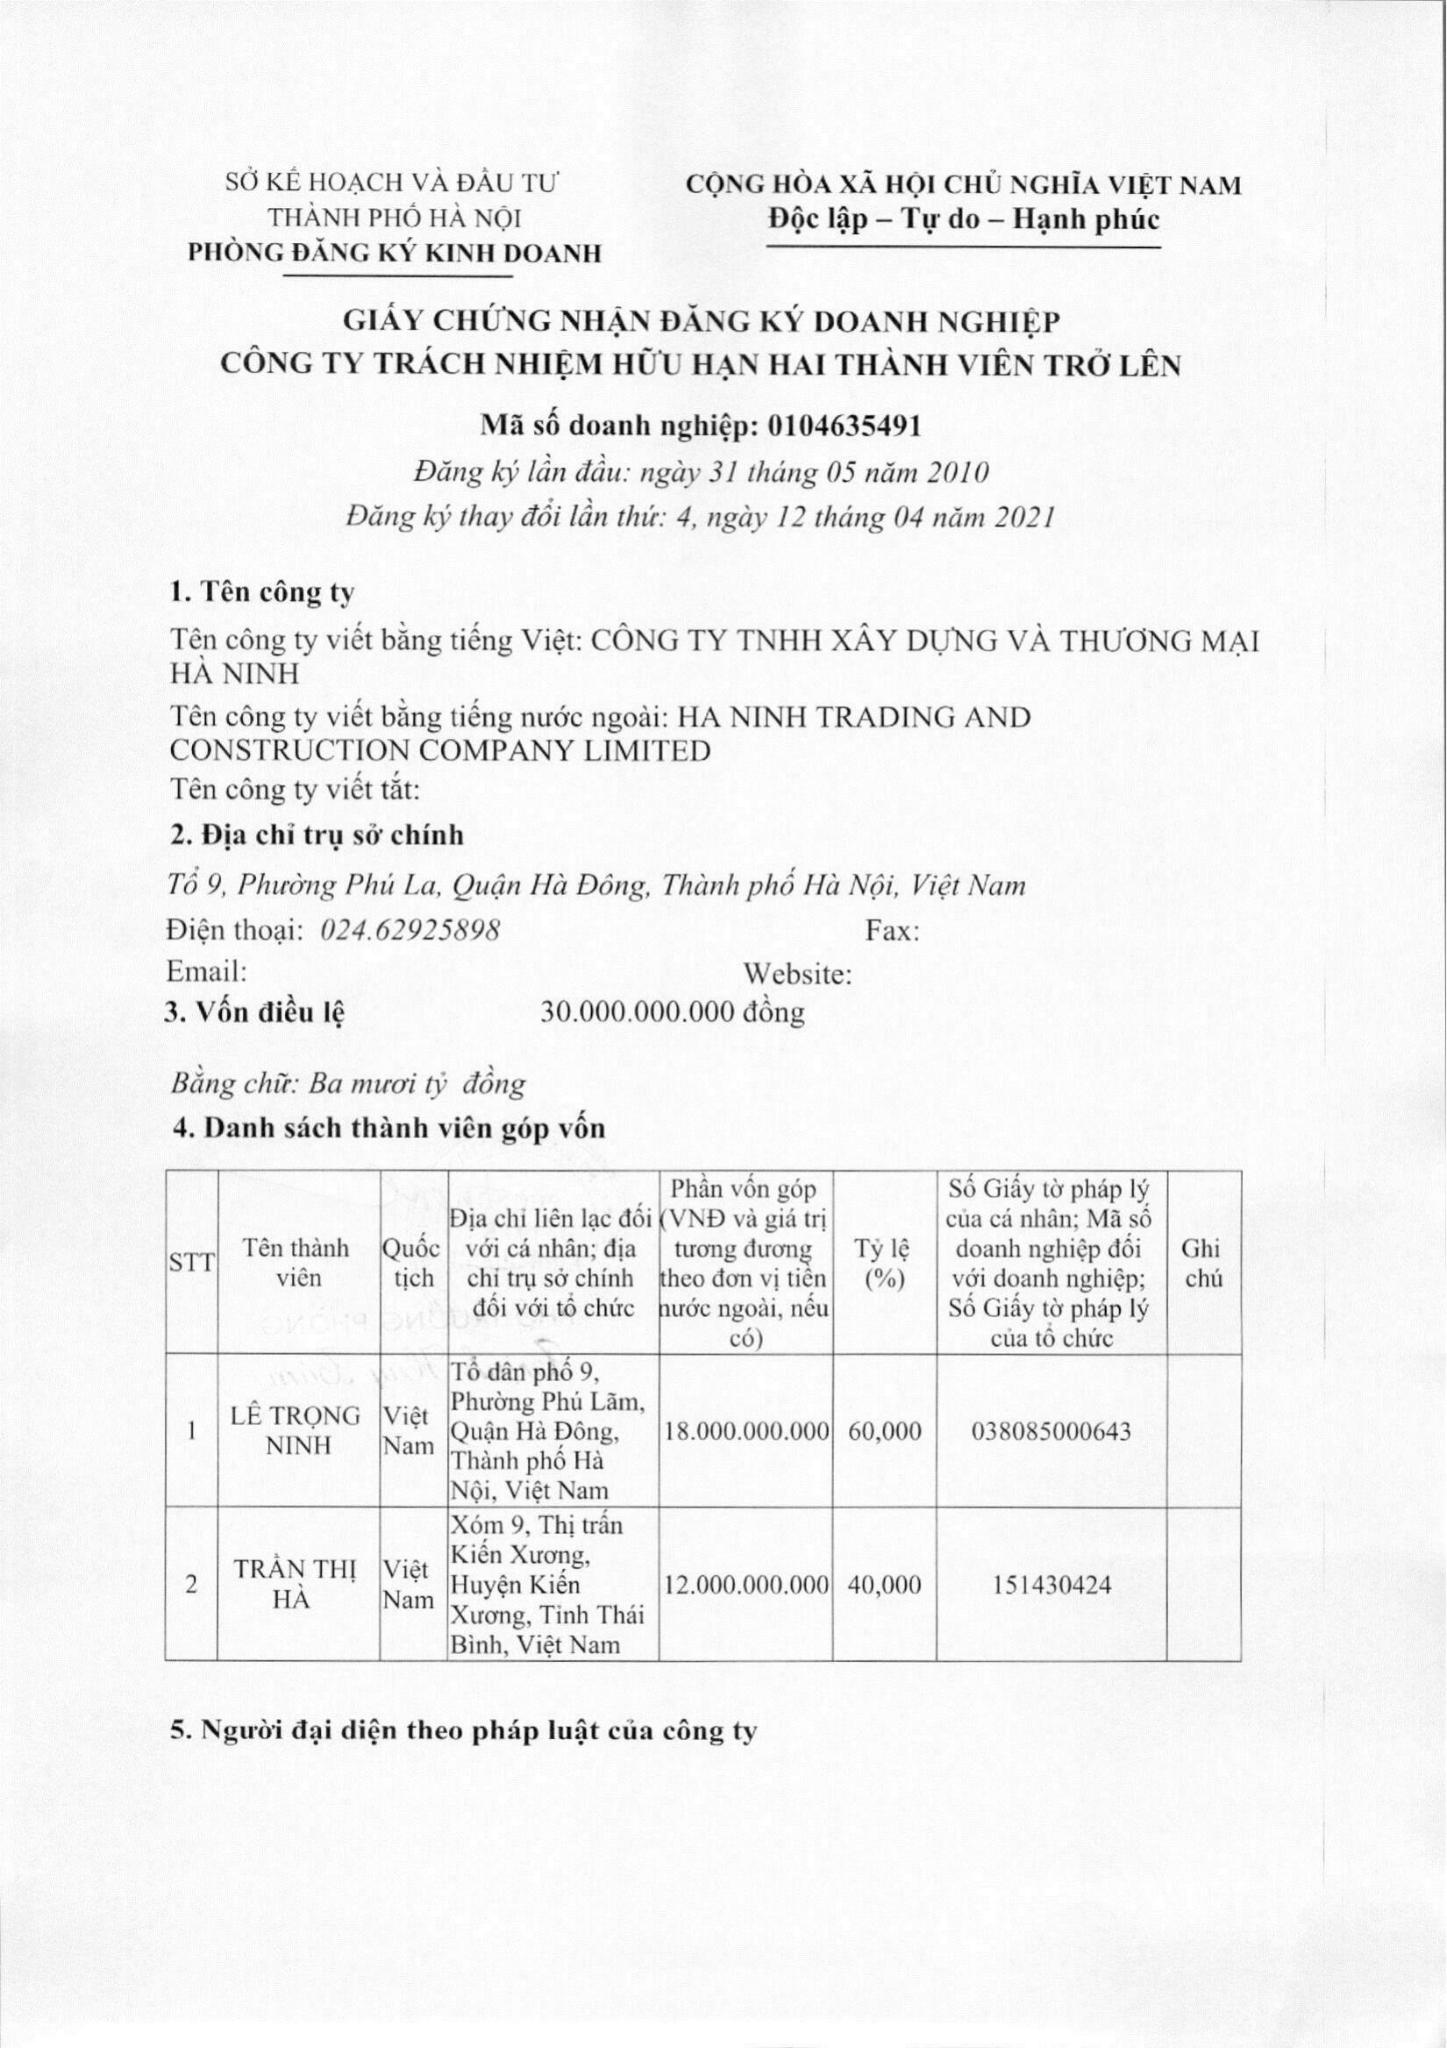 SỞ KẾ HOẠCH VÀ ĐẦU TƯ
THÀNH PHỐ HÀ NỘI
PHÒNG ĐĂNG KÝ KINH DOANH
CỘNG HÒA XÃ HỘI CHỦ NGHĨA VIỆT NAM
Độc lập – Tự do – Hạnh phúc
GIẤY CHỨNG NHẬN ĐĂNG KÝ DOANH NGHIỆP
CÔNG TY TRÁCH NHIỆM HỮU HẠN HAI THÀNH VIÊN TRỞ LÊN
Mã số doanh nghiệp: 0104635491
Đăng ký lần đầu: ngày 31 tháng 05 năm 2010
Đăng ký thay đổi lần thứ: 4, ngày 12 tháng 04 năm 2021
1. Tên công ty
Tên công ty viết bằng tiếng Việt: CÔNG TY TNHH XÂY DỰNG VÀ THƯƠNG MẠI
HÀ NINH
Tên công ty viết bằng tiếng nước ngoài: HA NINH TRADING AND
CONSTRUCTION COMPANY LIMITED
Tên công ty viết tắt:
2. Địa chỉ trụ sở chính
Tổ 9, Phường Phú La, Quận Hà Đông, Thành phố Hà Nội, Việt Nam
Điện thoại: 024.62925898 Fax:
Email: Website:
3. Vốn điều lệ 30.000.000.000 đồng
Bằng chữ: Ba mươi tỷ đồng
4. Danh sách thành viên góp vốn
STT
Tên thành
viên
Quốc
tịch
Địa chỉ liên lạc đối
với cá nhân; địa
chỉ trụ sở chính
đối với tổ chức
Phần vốn góp
(VNĐ và giá trị
tương đương
theo đơn vị tiền
nước ngoài, nếu
có)
Tỷ lệ
(%)
Số Giấy tờ pháp lý
của cá nhân; Mã số
doanh nghiệp đối
với doanh nghiệp;
Số Giấy tờ pháp lý
của tổ chức
Ghi
chú
1
LÊ TRỌNG
NINH
Việt
Nam
Tổ dân phố 9,
Phường Phú Lãm,
Quận Hà Đông,
Thành phố Hà
Nội, Việt Nam
18.000.000.000
60,000
038085000643
2
TRẦN THỊ
HÀ
Việt
Nam
Xóm 9, Thị trấn
Kiến Xương,
Huyện Kiến
Xương, Tỉnh Thái
Bình, Việt Nam
12.000.000.000
40,000
151430424
5. Người đại diện theo pháp luật của công ty